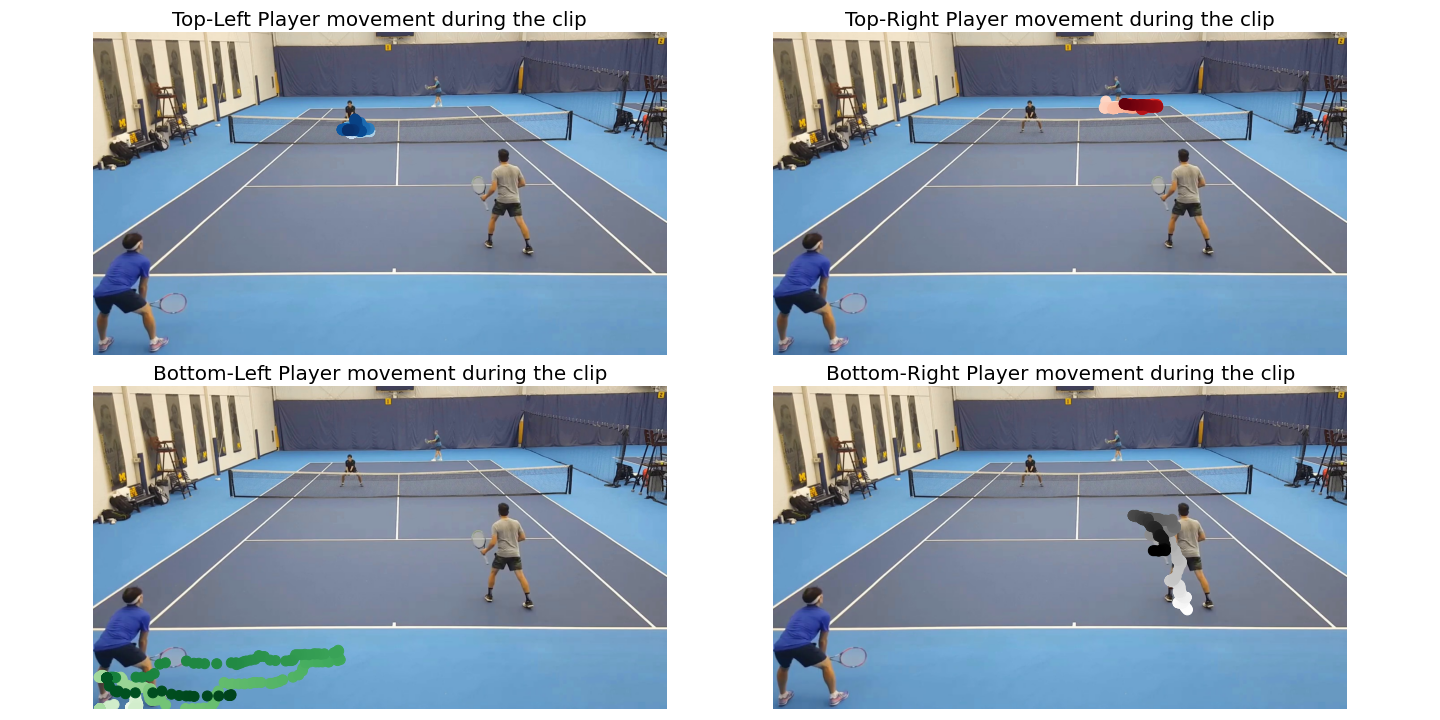 Top-Left Player movement during the clip
Top-Right Player movement during the clip
Bottom-Left Player movement during the clip
Bottom-Right Player movement during the clip